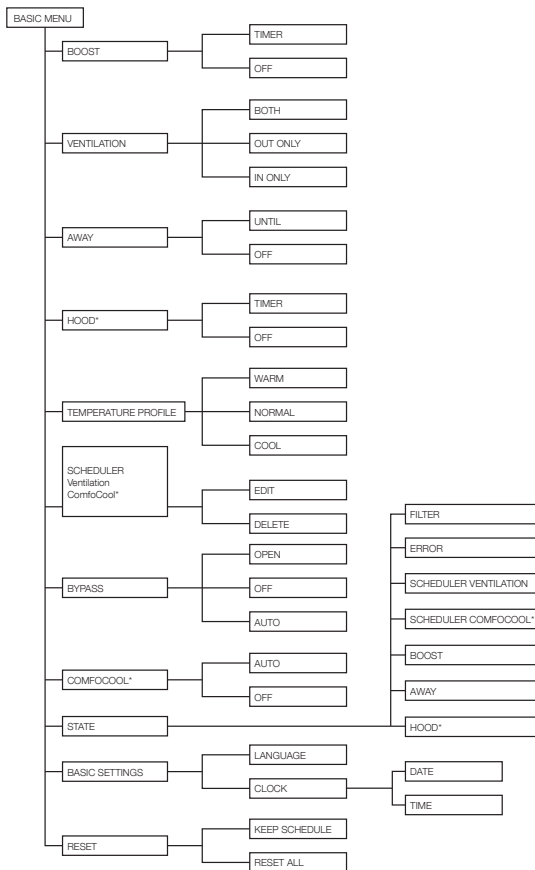 BASIC MENU
BOOST
TIMER
OFF
VENTILATION
BOTH
OUT ONLY
IN ONLY
AWAY
UNTIL
OFF
HOOD*
TIMER
OFF
TEMPERATURE PROFILE
WARM
NORMAL
COOL
SCHEDULER
Ventilation
ComfoCool*
EDIT
DELETE
BYPASS
OPEN
OFF
AUTO
COMFOCOOL*
AUTO
OFF
STATE
FILTER
ERROR
SCHEDULER VENTILATION
SCHEDULER COMFOCOOL*
BOOST
AWAY
HOOD*
BASIC SETTINGS
LANGUAGE
CLOCK
DATE
TIME
RESET
KEEP SCHEDULE
RESET ALL